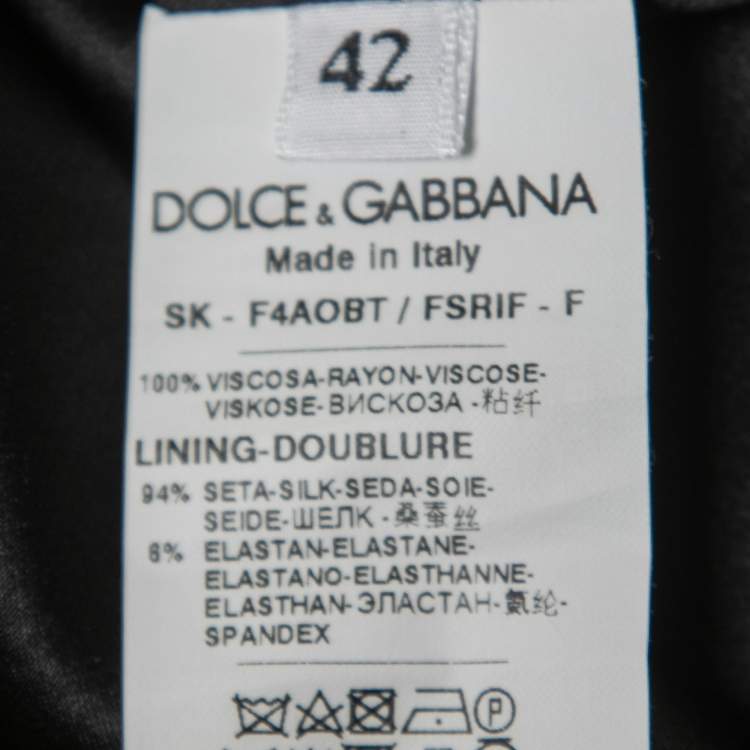 42
DOLCE & GABBANA
Made in Italy
SK - F4AOBT / FSRIF - F
100% VISCOSA-RAYON-VISCOSE-
VISKOSE-ВИСКОЗА -粘纤
LINING-DOUBLURE
94% SETA-SILK-SEDA-SOIE-
SEIDE-ШЕЛК -桑蚕丝
6% ELASTAN-ELASTANE-
ELASTANO-ELASTHANNE-
ELASTHAN-ЭЛАСТАН-氨纶-
SPANDEX
P